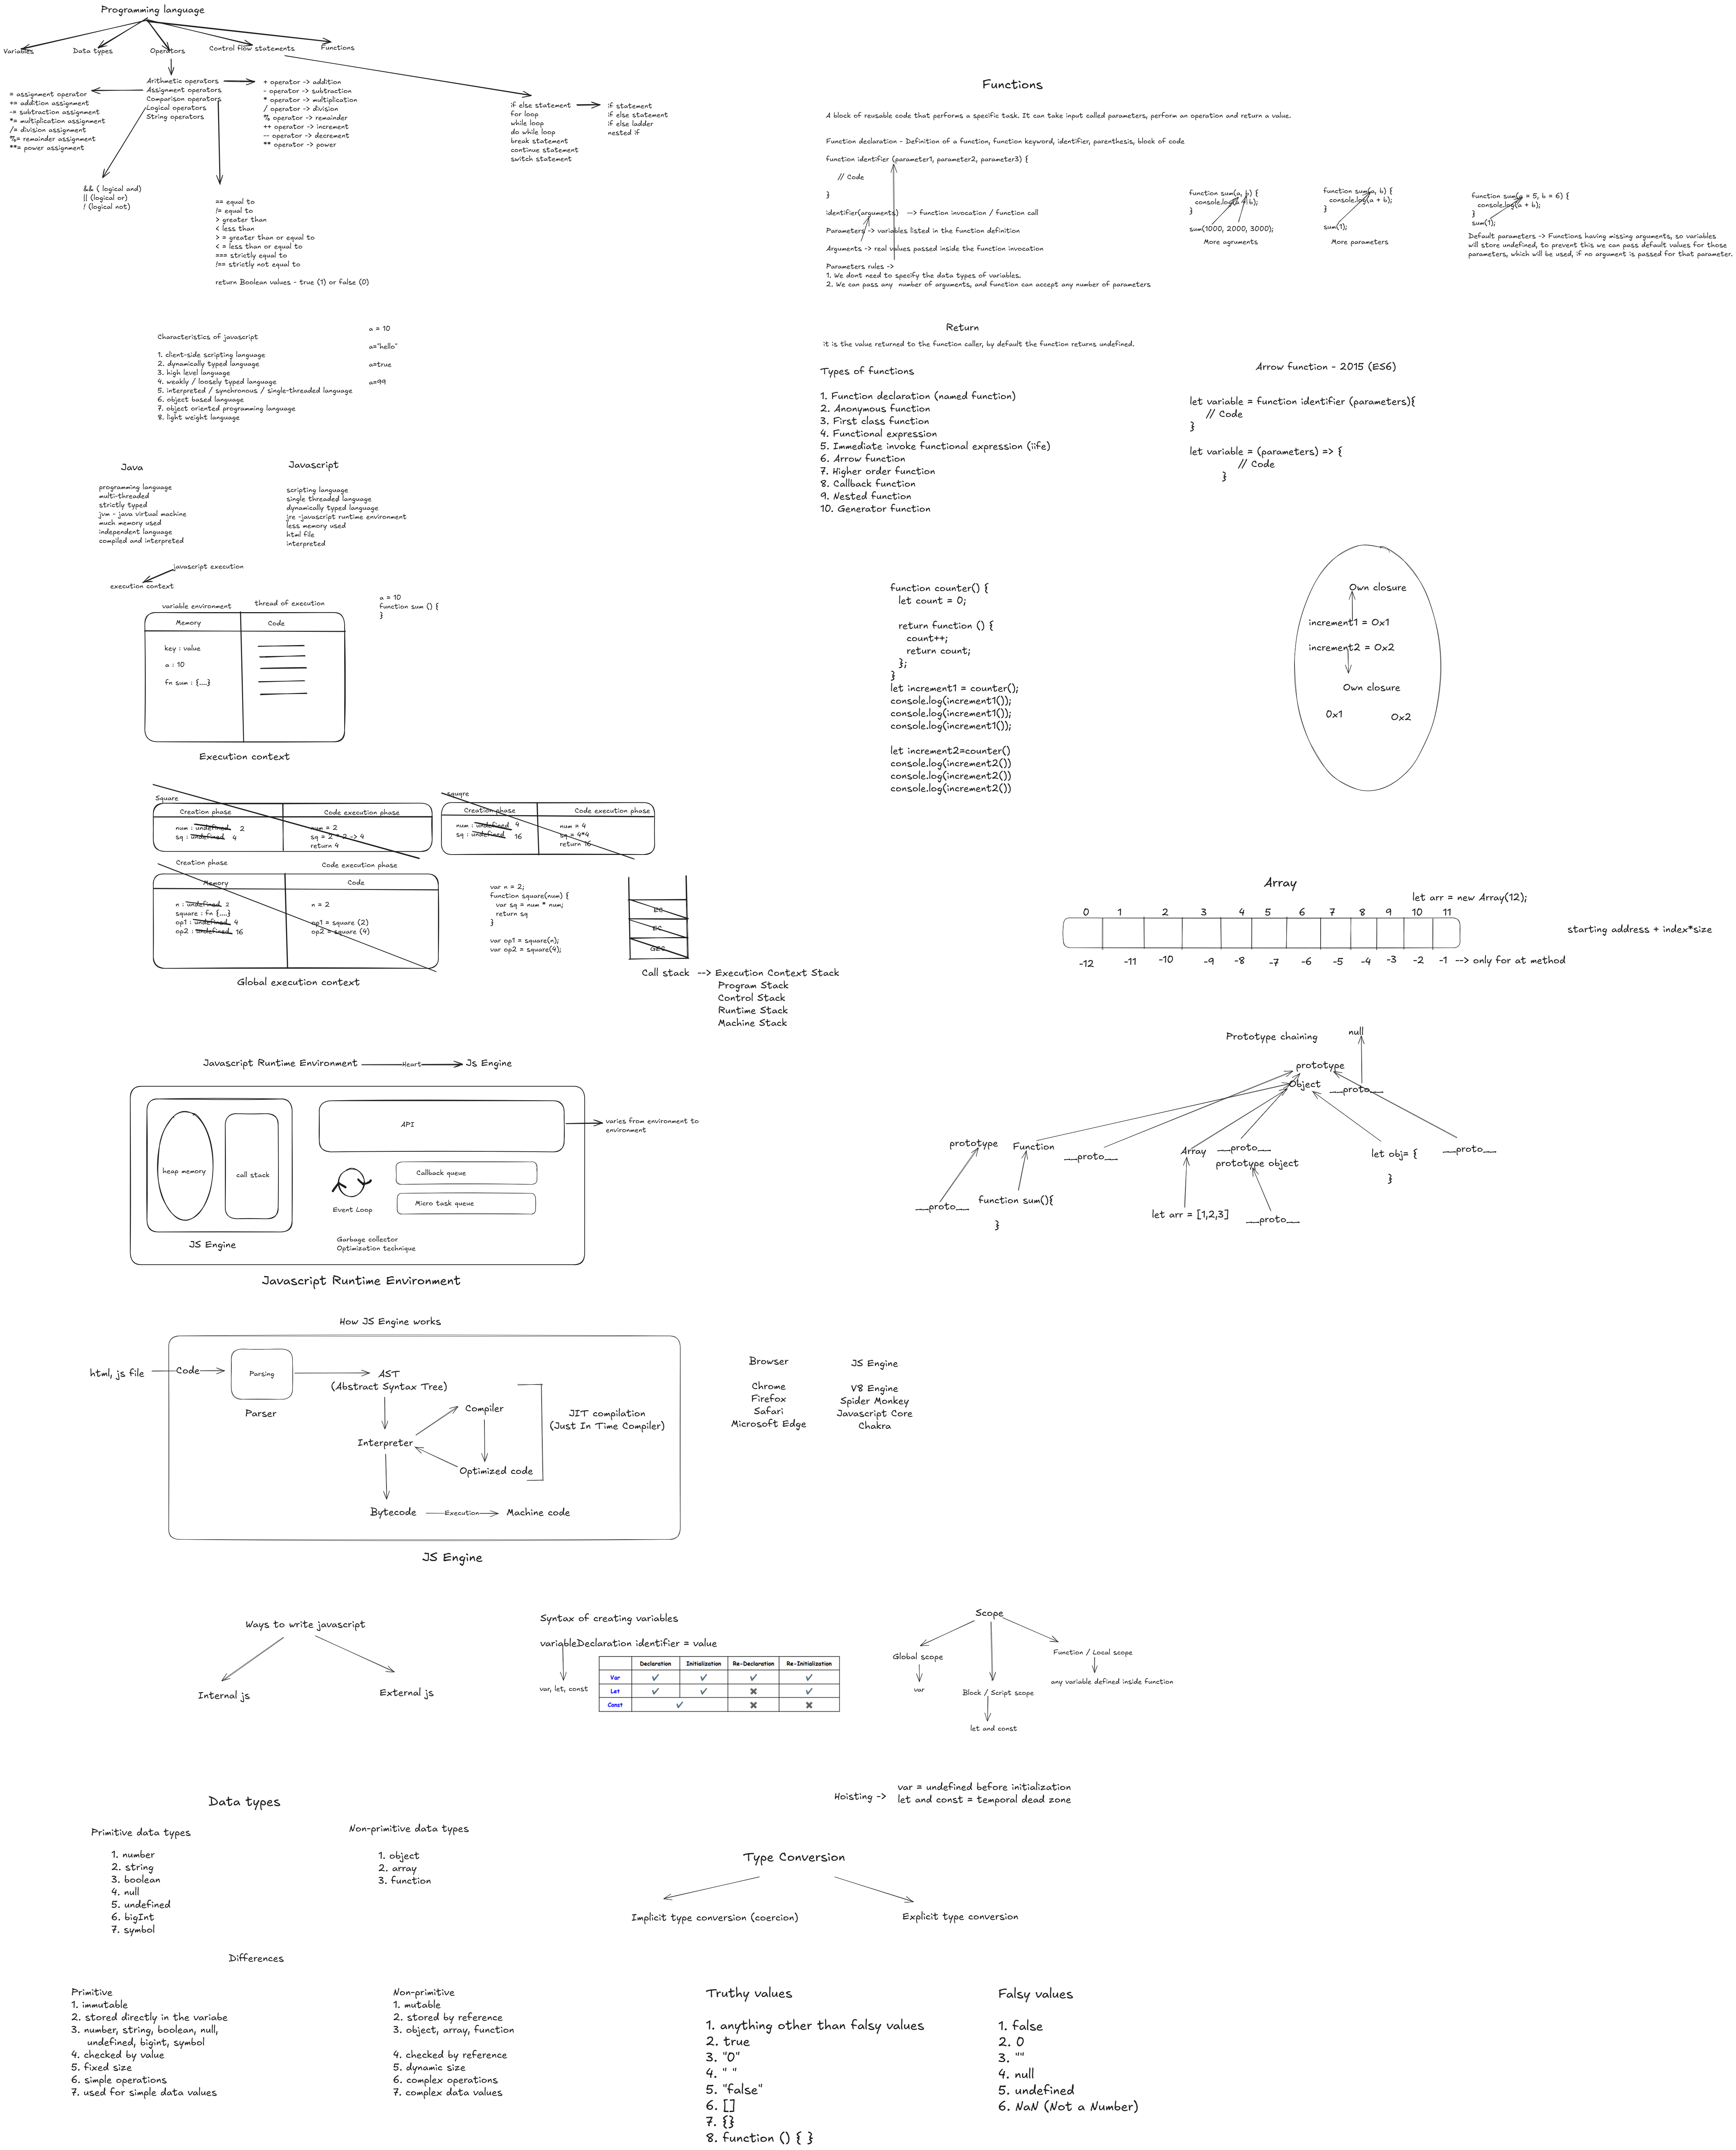 Programming language
Variables
Data types
Operators
Control flow statements
Functions
= assignment operator
+= addition assignment
-= subtraction assignment
*= multiplication assignment
/= division assignment
%= remainder assignment
**= power assignment
Arithmetic operators
Assignment operators
Comparison operators
Logical operators
String operators
+ operator -> addition
- operator -> subtraction
* operator -> multiplication
/ operator -> division
% operator -> remainder
++ operator -> increment
-- operator -> decrement
** operator -> power
if else statement
for loop
while loop
do while loop
break statement
continue statement
switch statement
if statement
if else statement
if else ladder
nested if
&& ( logical and)
|| (logical or)
! (logical not)
== equal to
!= equal to
> greater than
< less than
> = greater than or equal to
< = less than or equal to
=== strictly equal to
!== strictly not equal to
return Boolean values - true (1) or false (0)
Functions
A block of reusable code that performs a specific task. It can take input called parameters, perform an operation and return a value.
Function declaration - Definition of a function, function keyword, identifier, parenthesis, block of code
function identifier (parameter1, parameter2, parameter3) {
// Code
}
identifier(arguments) --> function invocation / function call
Parameters -> variables listed in the function definition
Arguments -> real values passed inside the function invocation
Parameters rules ->
1. We dont need to specify the data types of variables.
2. We can pass any number of arguments, and function can accept any number of parameters
function sum(a, b) {
console.log(a + b);
}
sum(1000, 2000, 3000);
More agruments
function sum(a, b) {
console.log(a + b);
}
sum(1);
More parameters
function sum(a = 5, b = 6) {
console.log(a + b);
}
sum(1);
Default parameters -> Functions having missing arguments, so variables
will store undefined, to prevent this we can pass default values for those
parameters, which will be used, if no argument is passed for that parameter.
Return
it is the value returned to the function caller, by default the function returns undefined.
Types of functions
1. Function declaration (named function)
2. Anonymous function
3. First class function
4. Functional expression
5. Immediate invoke functional expression (iife)
6. Arrow function
7. Higher order function
8. Callback function
9. Nested function
10. Generator function
Arrow function - 2015 (ES6)
let variable = function identifier (parameters){
// Code
}
let variable = (parameters) => {
// Code
}
Characteristics of javascript
1. client-side scripting language
2. dynamically typed language
3. high level language
4. weakly / loosely typed language
5. interpreted / synchronous / single-threaded language
6. object based language
7. object oriented programming language
8. light weight language
a = 10
a="hello"
a=true
a=99
Java
programming language
multi-threaded
strictly typed
jvm - java virtual machine
much memory used
independent language
compiled and interpreted
Javascript
scripting language
single threaded language
dynamically typed language
jre -javascript runtime environment
less memory used
html file
interpreted
javascript execution
execution context
variable environment
thread of execution
Memory
Code
key : value
a : 10
fn sum : {....}
Execution context
a = 10
function sum () {
}
function counter() {
let count = 0;
return function () {
count++;
return count;
};
}
let increment1 = counter();
console.log(increment1());
console.log(increment1());
console.log(increment1());
let increment2=counter()
console.log(increment2())
console.log(increment2())
console.log(increment2())
Own closure
increment1 = 0x1
increment2 = 0x2
Own closure
0x1
0x2
Square
Creation phase
Code execution phase
num : undefined 2
sq : undefined 4
num = 2
sq = 2 * 2 -> 4
return 4
square
Creation phase
Code execution phase
num : undefined 4
sq : undefined 16
num = 4
sq = 4*4
return 16
Creation phase
Code execution phase
Memory
Code
n : undefined 2
square : fn {....}
op1 : undefined 4
op2 : undefined 16
n = 2
op1 = square (2)
op2 = square (4)
Global execution context
var n = 2;
function square(num) {
var sq = num * num;
return sq
}
var op1 = square(n);
var op2 = square(4);
EC
EC
GEC
Call stack --> Execution Context Stack
Program Stack
Control Stack
Runtime Stack
Machine Stack
Array
let arr = new Array(12);
0 1 2 3 4 5 6 7 8 9 10 11
-12 -11 -10 -9 -8 -7 -6 -5 -4 -3 -2 -1 --> only for at method
starting address + index*size
Prototype chaining
null
prototype
Object
__proto__
prototype
Function
__proto__
Array
__proto__
prototype object
let obj= {
}
__proto__
__proto__
function sum(){
}
let arr = [1,2,3]
__proto__
Javascript Runtime Environment
Heart
Js Engine
heap memory
call stack
JS Engine
API
varies from environment to
environment
Event Loop
Callback queue
Micro task queue
Garbage collector
Optimization technique
Javascript Runtime Environment
How JS Engine works
html, js file
Code
Parsing
Parser
AST
(Abstract Syntax Tree)
Interpreter
Compiler
Optimized code
JIT compilation
(Just In Time Compiler)
Bytecode
Execution
Machine code
JS Engine
Browser
Chrome
Firefox
Safari
Microsoft Edge
JS Engine
V8 Engine
Spider Monkey
Javascript Core
Chakra
Ways to write javascript
Internal js
External js
Syntax of creating variables
variableDeclaration identifier = value
var, let, const
Declaration Initialization Re-Declaration Re-Initialization
Var ✓ ✓ ✓ ✓
Let ✓ ✓ ✖ ✓
Const ✓ ✖ ✖
Scope
Global scope
var
Block / Script scope
let and const
Function / Local scope
any variable defined inside function
Hoisting ->
var = undefined before initialization
let and const = temporal dead zone
Data types
Primitive data types
1. number
2. string
3. boolean
4. null
5. undefined
6. bigInt
7. symbol
Non-primitive data types
1. object
2. array
3. function
Type Conversion
Implicit type conversion (coercion)
Explicit type conversion
Differences
Primitive
1. immutable
2. stored directly in the variabe
3. number, string, boolean, null,
undefined, bigint, symbol
4. checked by value
5. fixed size
6. simple operations
7. used for simple data values
Non-primitive
1. mutable
2. stored by reference
3. object, array, function
4. checked by reference
5. dynamic size
6. complex operations
7. complex data values
Truthy values
1. anything other than falsy values
2. true
3. "0"
4. " "
5. "false"
6. []
7. {}
8. function () { }
Falsy values
1. false
2. 0
3. ""
4. null
5. undefined
6. NaN (Not a Number)